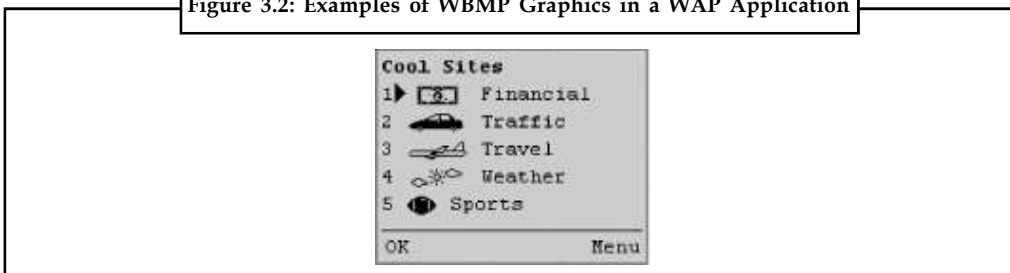 Figure 3.2: Examples of WBMP Graphics in a WAP Application
Cool Sites
1 Financial
2 Traffic
3 Travel
4 Weather
5 Sports
OK Menu